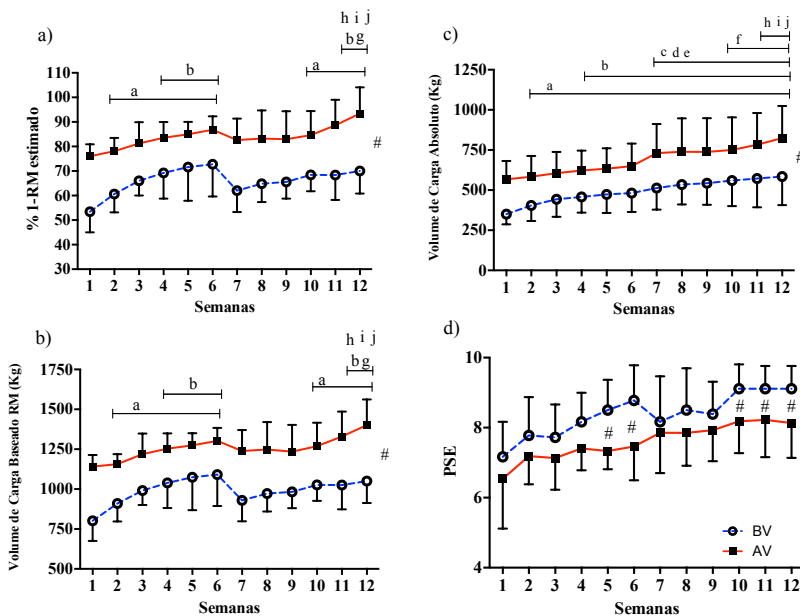 a)
h i j
b g
a
b
a
% 1-RM estimado
110
100
90
80
70
60
50
40
30
#
1 2 3 4 5 6 7 8 9 10 11 12
Semanas
c)
h i j
f
c d e
b
a
Volume de Carga Absoluto (Kg)
1250
1000
750
500
250
0
#
1 2 3 4 5 6 7 8 9 10 11 12
Semanas
b)
h i j
b g
a
b
a
Volume de Carga Baseado RM (Kg)
1750
1500
1250
1000
750
500
#
1 2 3 4 5 6 7 8 9 10 11 12
Semanas
d)
PSE
10
8
6
4
# # # # #
BV
AV
1 2 3 4 5 6 7 8 9 10 11 12
Semanas